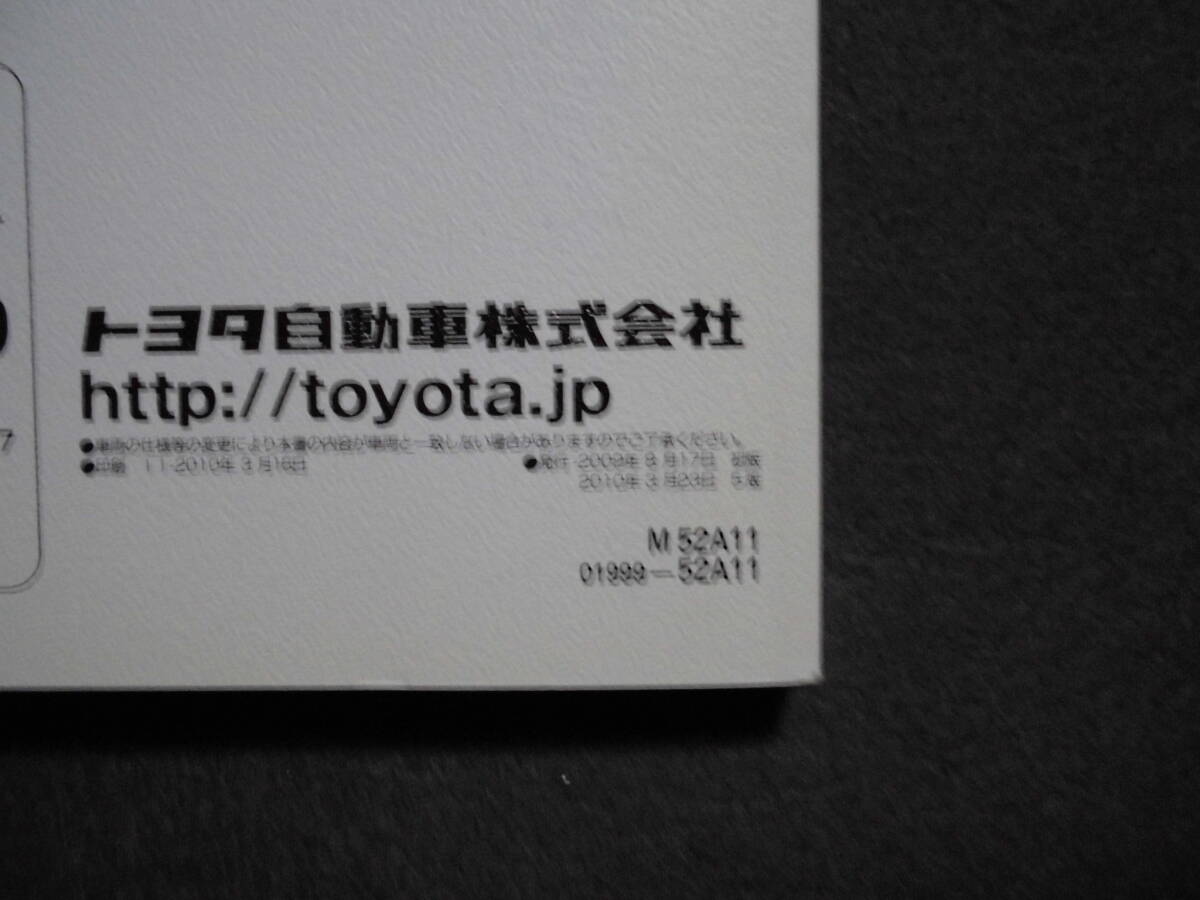 トヨタ自動車株式会社
http://toyota.jp
●車両の仕様等の変更により本書の内容が車両と一致しない場合がありますのでご了承ください。
●印刷 11-2010年 3月16日 ●発行 2009年 8月17日 初版
2010年 3月23日 版
M 52A11
01999-52A11
7